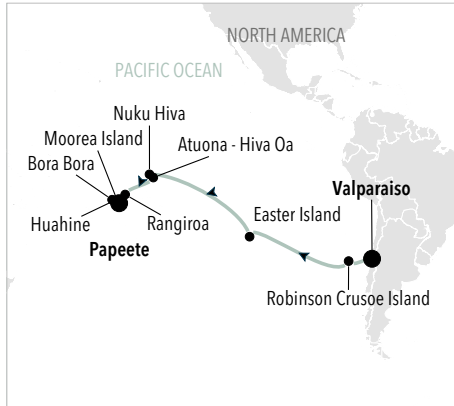 NORTH AMERICA
PACIFIC OCEAN
Nuku Hiva
Moorea Island
Atuona - Hiva Oa
Bora Bora
Valparaiso
Huahine
Rangiroa
Easter Island
Papeete
Robinson Crusoe Island